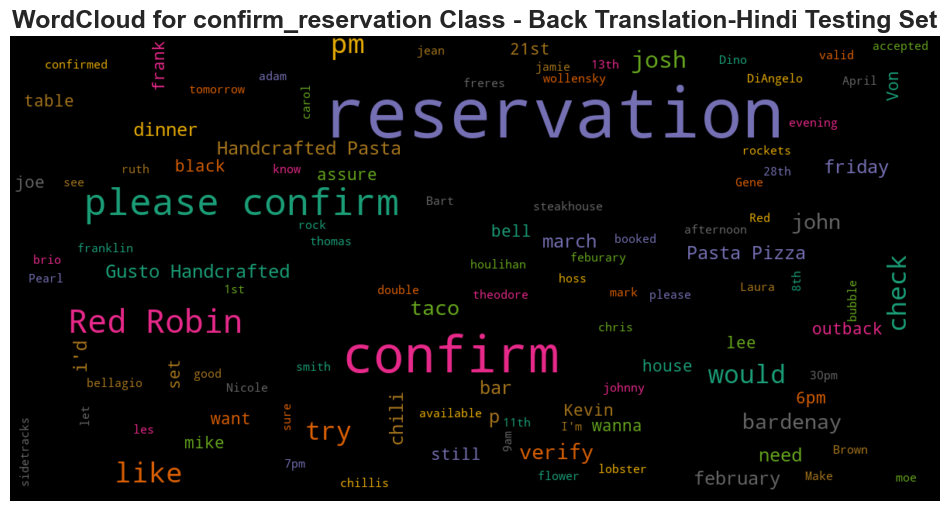 WordCloud for confirm_reservation Class - Back Translation-Hindi Testing Set
pm
jean
21st
josh
accepted
valid
confirmed
frank
adam
jamie
13th
Dino
wollensky
DiAngelo
April
Von
tomorrow
freres
table
carol
reservation
dinner
evening
Handcrafted Pasta
rockets
ruth
black
know
assure
28th
friday
joe
see
Gene
please confirm
Bart
steakhouse
Red
john
rock
bell
afternoon
franklin
thomas
march
booked
Pasta Pizza
brio
Gusto Handcrafted
houlihan
feburary
Pearl
hoss
check
1st
double
theodore
mark
please
Laura
8th
bubble
Red Robin
taco
chris
outback
i'd
confirm
lee
smith
house
would
30pm
bellagio
set
good
Nicole
bar
johnny
6pm
let
want
sure
chili
available
p
Kevin
bardenay
les
try
11th
I'm
wanna
mike
9am
still
verify
need
Brown
sidetracks
like
7pm
chillis
flower
lobster
february
Make
moe